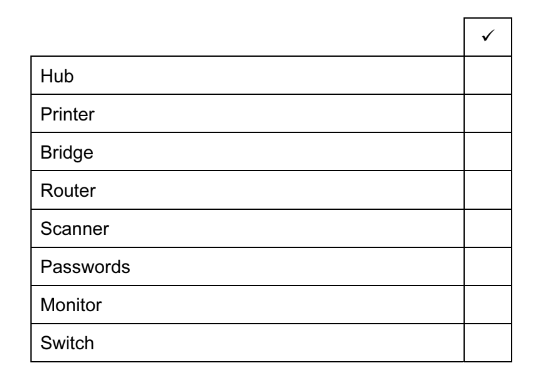 ✓
Hub
Printer
Bridge
Router
Scanner
Passwords
Monitor
Switch